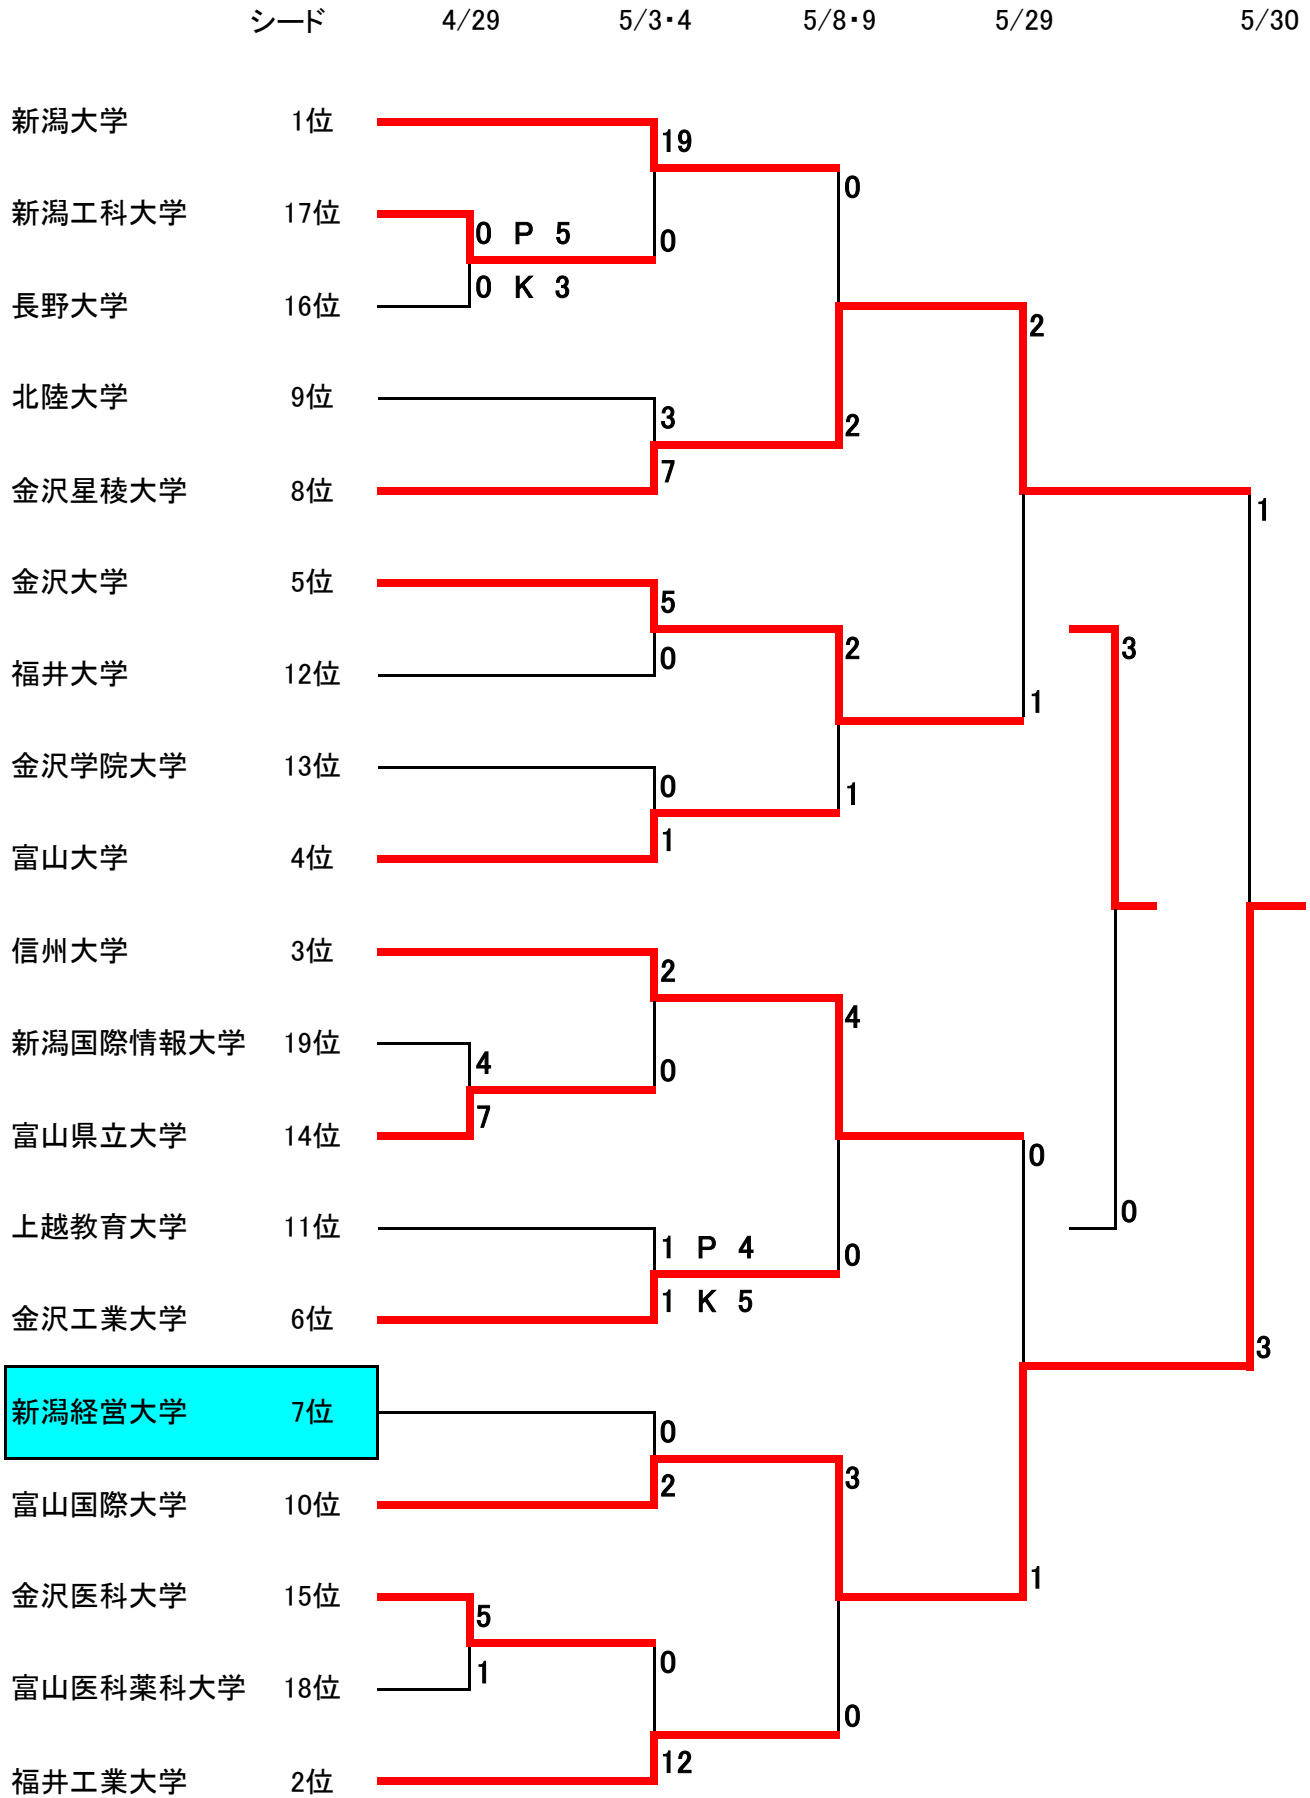 シード 4/29 5/3・4 5/8・9 5/29 5/30
新潟大学 1位
19
0
新潟工科大学 17位
0 P 5
0
0 K 3
長野大学 16位
2
北陸大学 9位
3
2
7
金沢星稜大学 8位
1
金沢大学 5位
5
2
3
0
福井大学 12位
1
金沢学院大学 13位
0
1
1
富山大学 4位
信州大学 3位
2
4
新潟国際情報大学 19位
4
0
7
富山県立大学 14位
0
0
上越教育大学 11位
1 P 4
0
1 K 5
金沢工業大学 6位
3
新潟経営大学 7位
0
3
2
富山国際大学 10位
1
金沢医科大学 15位
5
0
1
富山医科薬科大学 18位
0
12
福井工業大学 2位